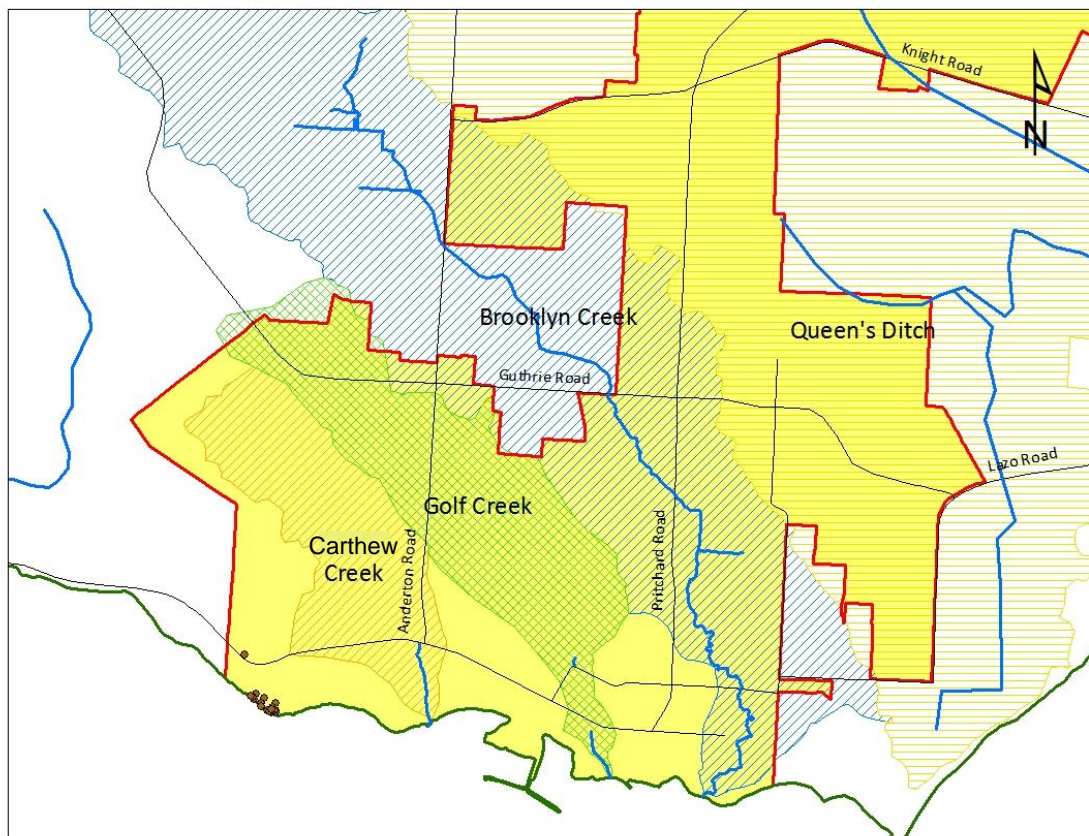 Knight Road
N
Brooklyn Creek
Queen's Ditch
Guthrie Road
Lazo Road
Golf Creek
Carthew
Creek
Anderton Road
Pritchard Road